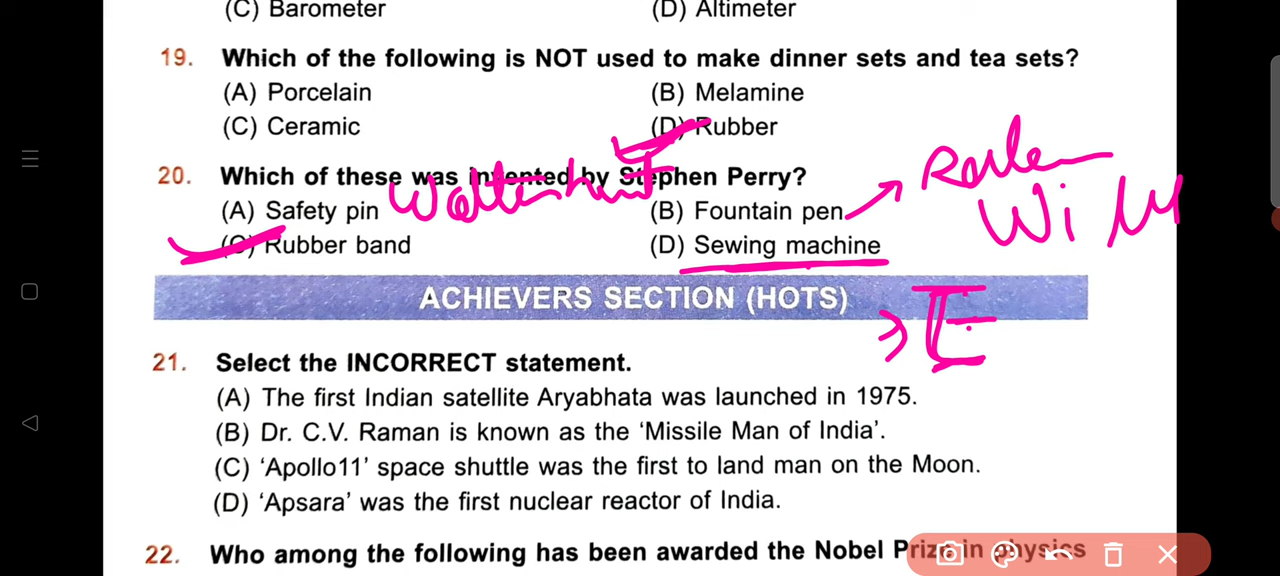 (C) Barometer (D) Altimeter
19. Which of the following is NOT used to make dinner sets and tea sets?
(A) Porcelain (B) Melamine
(C) Ceramic (D) Rubber
20. Which of these was invented by Stephen Perry?
(A) Safety pin (B) Fountain pen
(C) Rubber band (D) Sewing machine
ACHIEVERS SECTION (HOTS)
E
21. Select the INCORRECT statement.
(A) The first Indian satellite Aryabhata was launched in 1975.
(B) Dr. C.V. Raman is known as the ‘Missile Man of India’.
(C) ‘Apollo11’ space shuttle was the first to land man on the Moon.
(D) ‘Apsara’ was the first nuclear reactor of India.
22. Who among the following has been awarded the Nobel Prize in physics